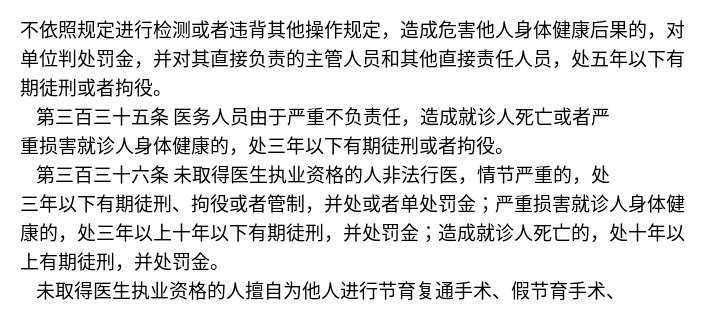 不依照规定进行检测或者违背其他操作规定，造成危害他人身体健康后果的，对
单位判处罚金，并对其直接负责的主管人员和其他直接责任人员，处五年以下有
期徒刑或者拘役。
第三百三十五条 医务人员由于严重不负责任，造成就诊人死亡或者严
重损害就诊人身体健康的，处三年以下有期徒刑或者拘役。
第三百三十六条 未取得医生执业资格的人非法行医，情节严重的，处
三年以下有期徒刑、拘役或者管制，并处或者单处罚金；严重损害就诊人身体健
康的，处三年以上十年以下有期徒刑，并处罚金；造成就诊人死亡的，处十年以
上有期徒刑，并处罚金。
未取得医生执业资格的人擅自为他人进行节育复通手术、假节育手术、